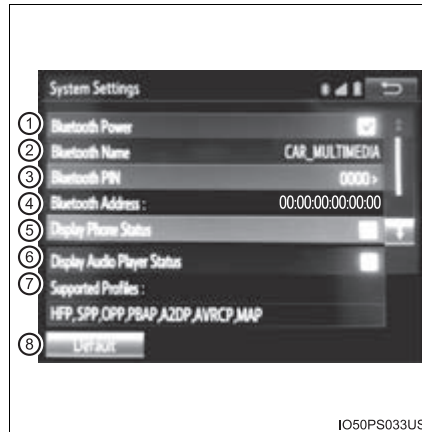 System Settings
1 Bluetooth Power
2 Bluetooth Name CAR_MULTIMEDIA
3 Bluetooth PIN 0000 >
4 Bluetooth Address : 00:00:00:00:00:00
5 Display Phone Status
6 Display Audio Player Status
7 Supported Profiles :
HFP, SPP, OPP, PBAP, A2DP, AVRCP, MAP
8 Default
IO50PS033US